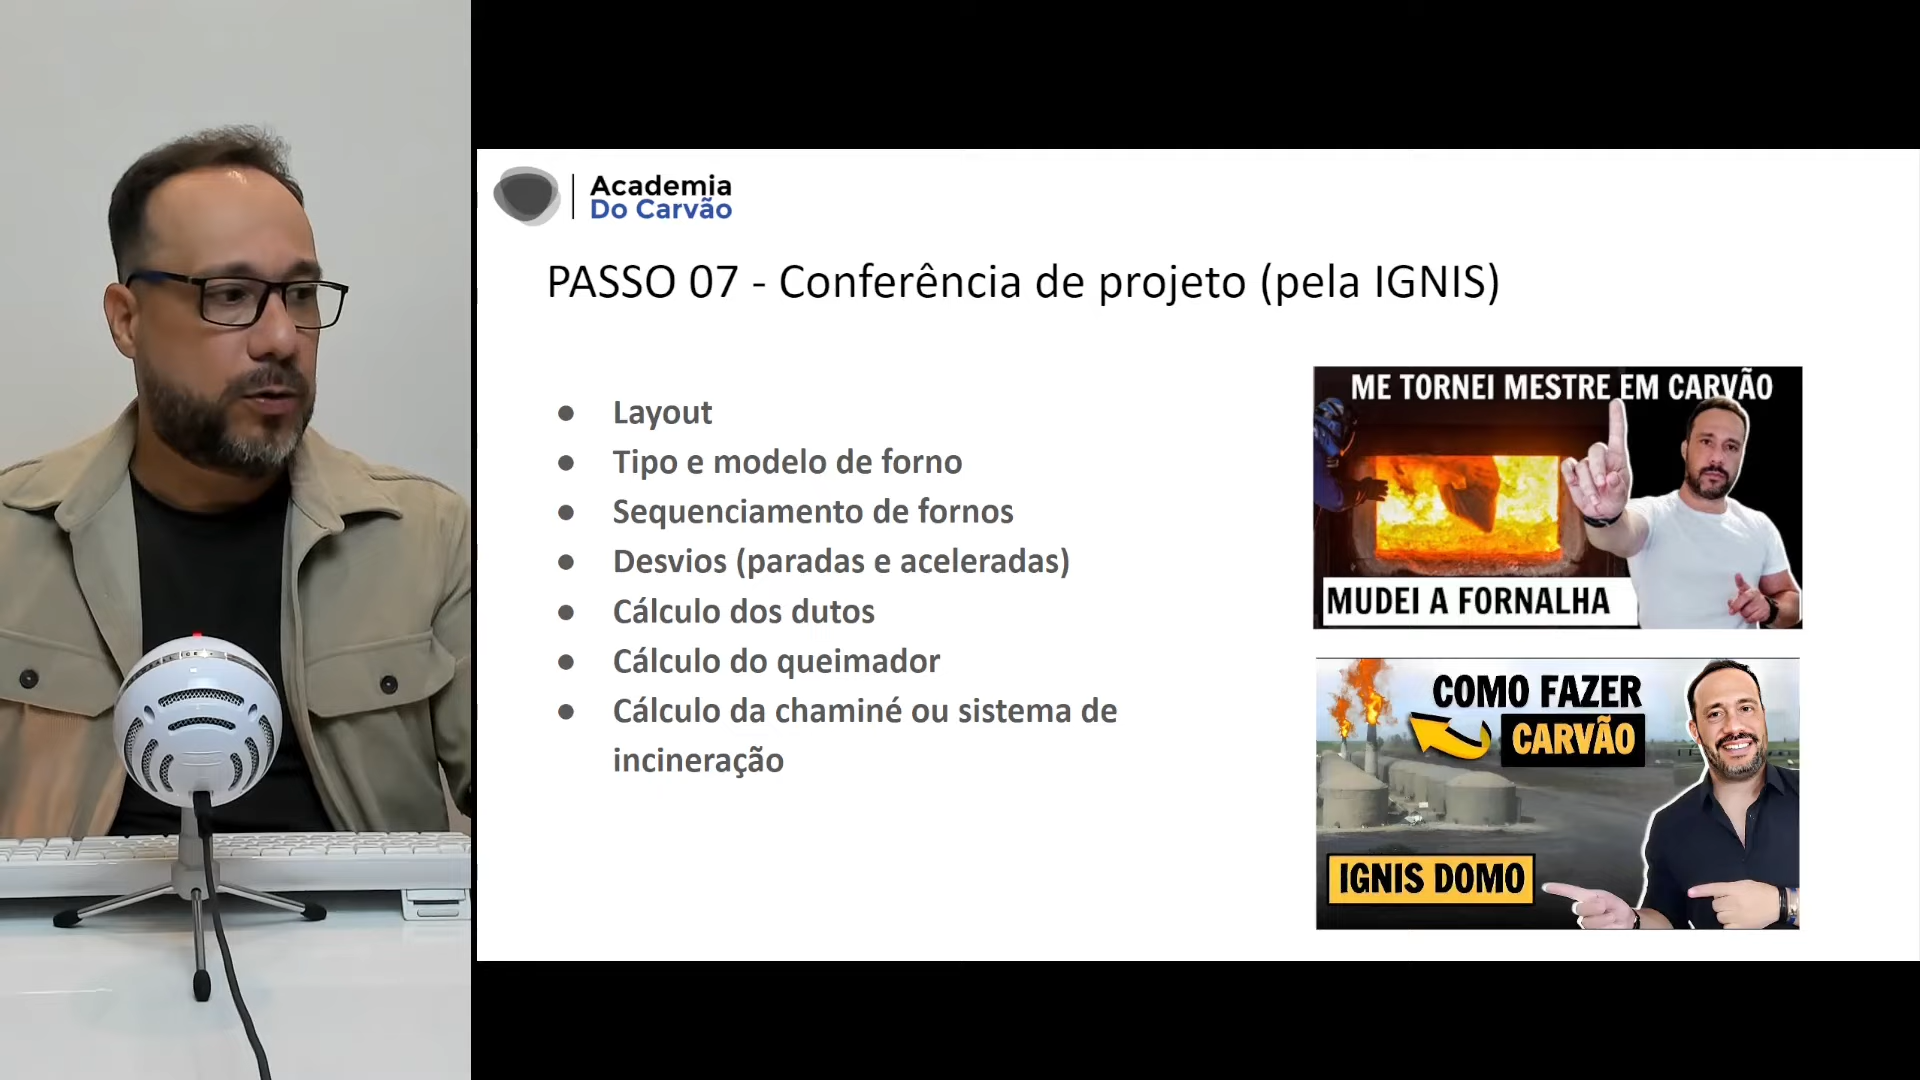 Academia
Do Carvão
PASSO 07 - Conferência de projeto (pela IGNIS)
● Layout
● Tipo e modelo de forno
● Sequenciamento de fornos
● Desvios (paradas e aceleradas)
● Cálculo dos dutos
● Cálculo do queimador
● Cálculo da chaminé ou sistema de
incineração
ME TORNEI MESTRE EM CARVÃO
MUDEI A FORNALHA
COMO FAZER
CARVÃO
IGNIS DOMO